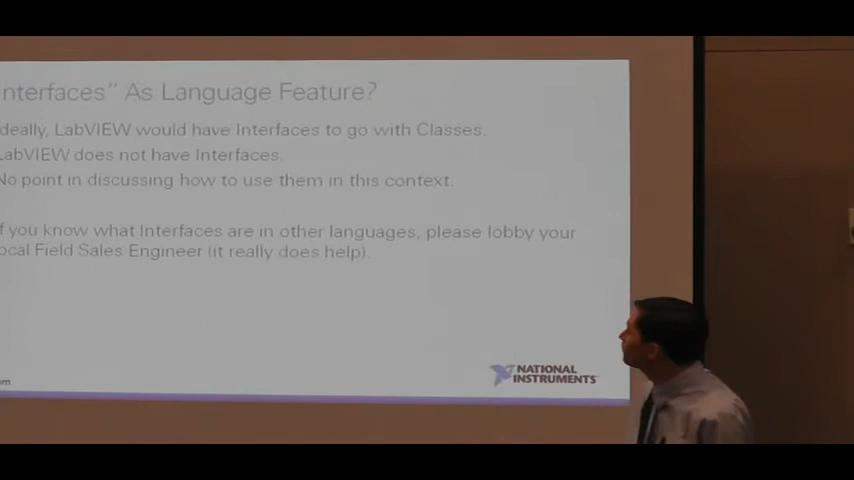 nterfaces" As Language Feature?
deally, LabVIEW would have Interfaces to go with Classes.
LabVIEW does not have Interfaces.
No point in discussing how to use them in this context.
f you know what Interfaces are in other languages, please lobby your
ocal Field Sales Engineer (it really does help).
om
NATIONAL
INSTRUMENTS